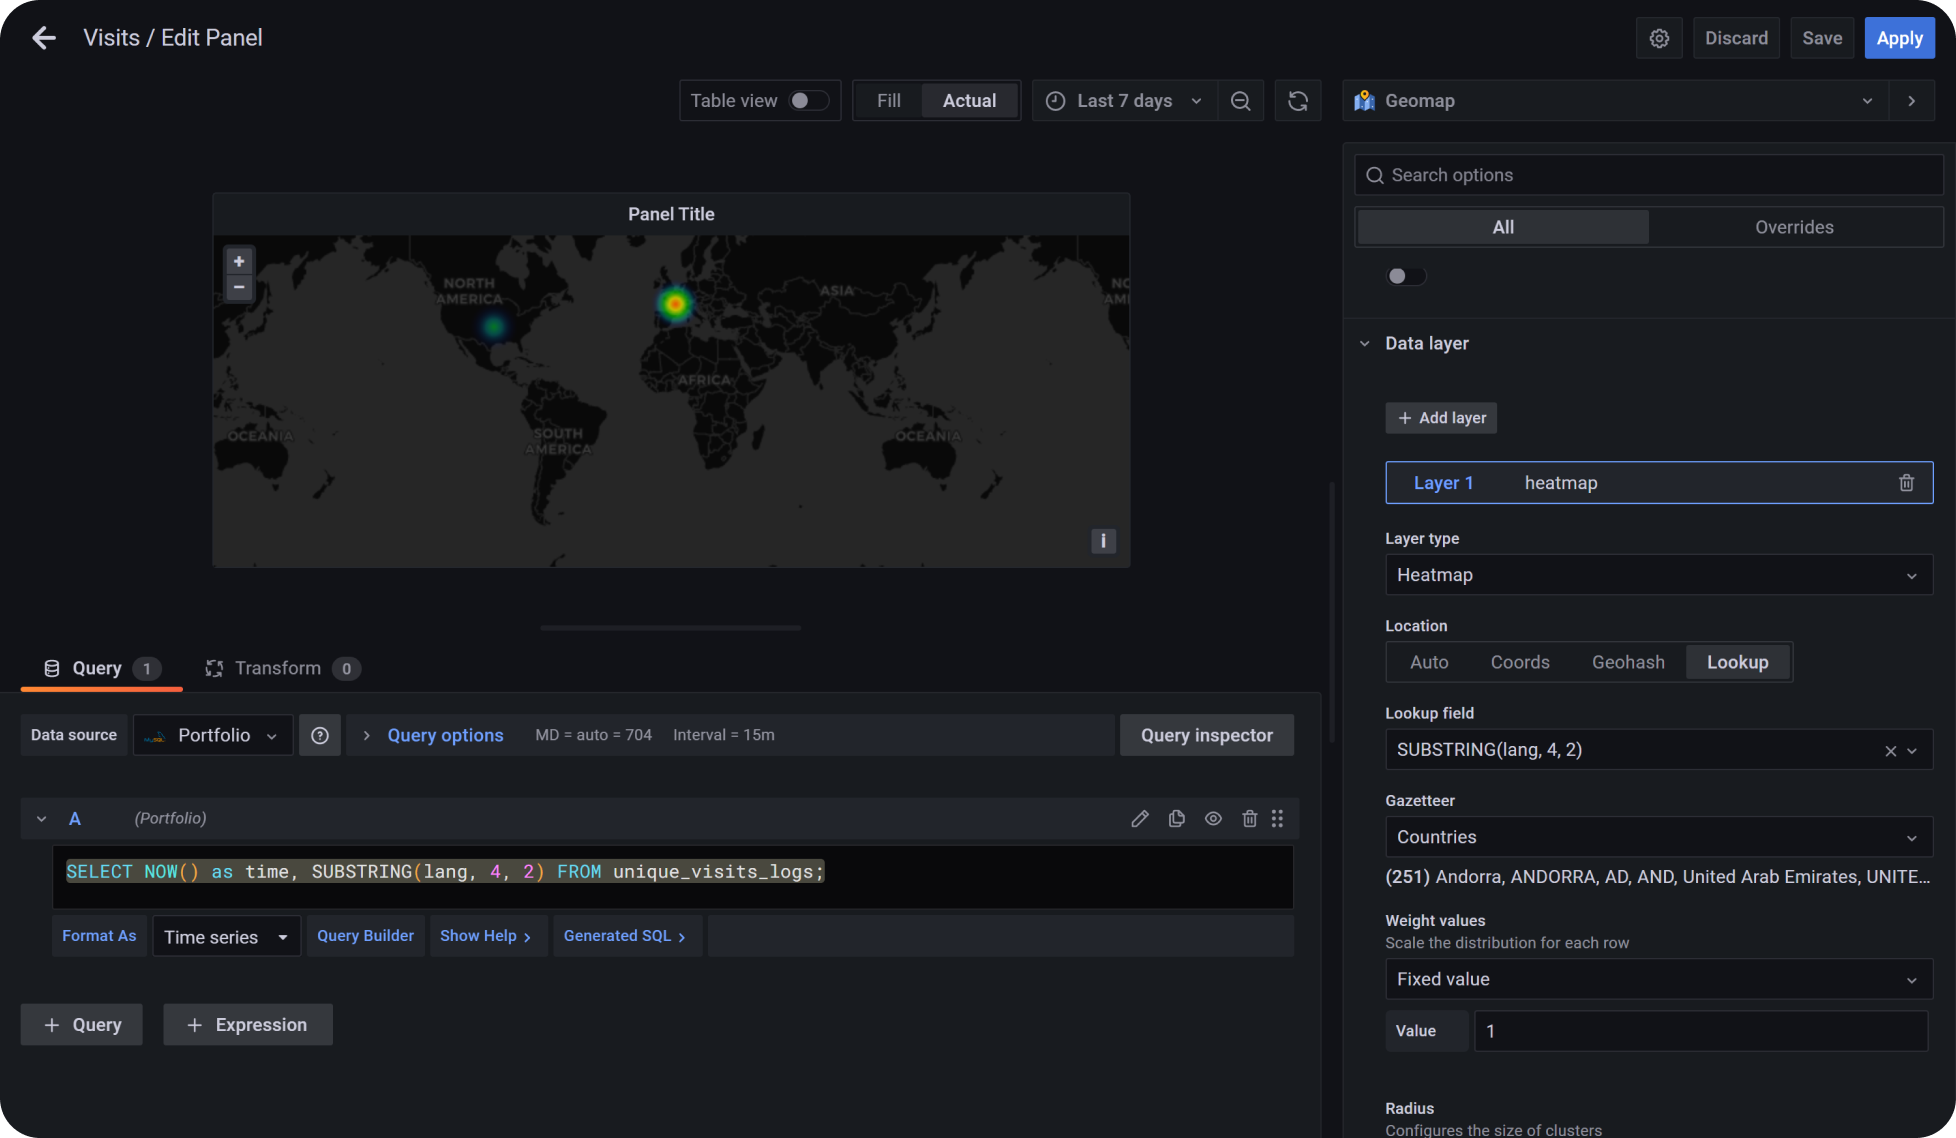 Visits / Edit Panel
Discard
Save
Apply
Table view
Fill
Actual
Last 7 days
Geomap
Search options
All
Overrides
Panel Title
+
−
NORTH
AMERICA
ASIA
NO
AM
AFRICA
OCEANIA
SOUTH
AMERICA
OCEANIA
i
Data layer
+ Add layer
Layer 1
heatmap
Layer type
Heatmap
Location
Auto
Coords
Geohash
Lookup
Lookup field
SUBSTRING(lang, 4, 2)
Gazetteer
Countries
(251) Andorra, ANDORRA, AD, AND, United Arab Emirates, UNITE...
Weight values
Scale the distribution for each row
Fixed value
Value
1
Radius
Configures the size of clusters
Query 1
Transform 0
Data source
MySQL
Portfolio
Query options
MD = auto = 704
Interval = 15m
Query inspector
A
(Portfolio)
SELECT NOW() as time, SUBSTRING(lang, 4, 2) FROM unique_visits_logs;
Format As
Time series
Query Builder
Show Help >
Generated SQL >
+ Query
+ Expression